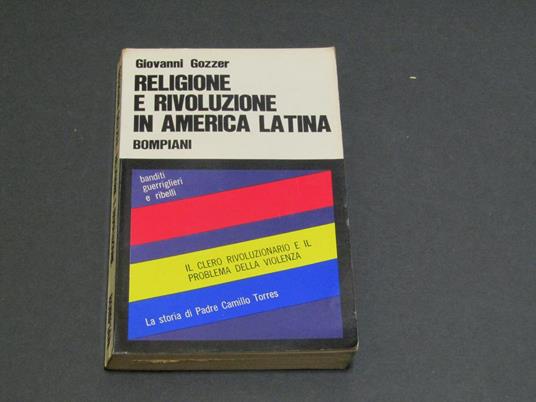 Giovanni Gozzer
RELIGIONE
E RIVOLUZIONE
IN AMERICA LATINA
BOMPIANI
banditi
guerriglieri
e ribelli
IL CLERO RIVOLUZIONARIO E IL
PROBLEMA DELLA VIOLENZA
La storia di Padre Camillo Torres